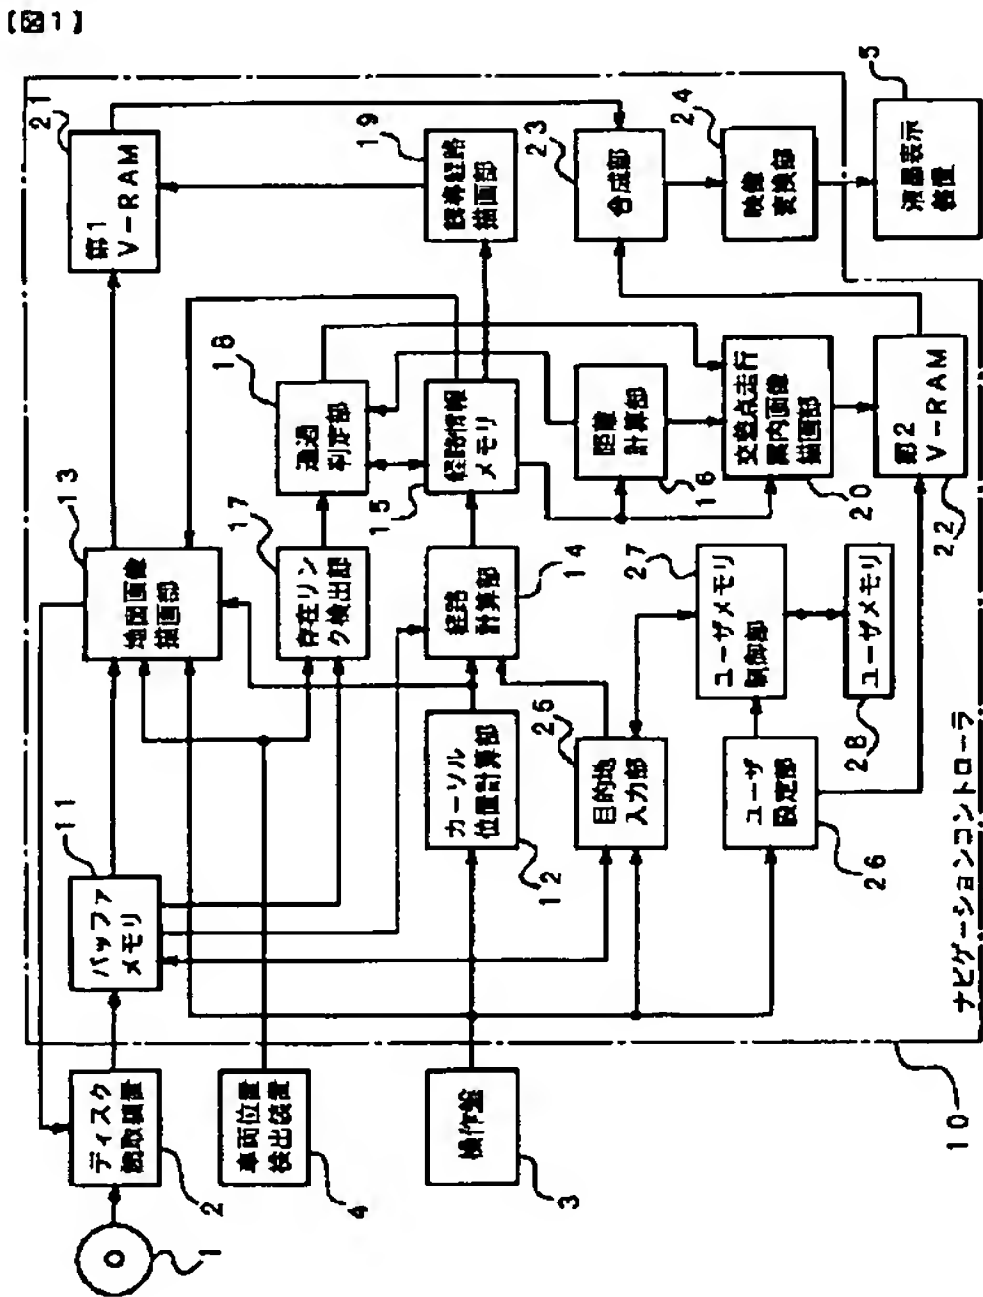 【図1】
1
ディスク
読取装置
2
車両位置
検出装置
4
操作盤
3
10
ナビゲーションコントローラ
バッファ
メモリ
11
カーソル
位置計算部
12
目的地
入力部
25
ユーザ
設定部
26
地図画像
描画部
13
存在リン
ク検出部
17
経路
計算部
14
ユーザメモリ
制御部
27
ユーザメモリ
28
通過
判定部
18
経路情報
メモリ
15
距離
計算部
16
交差点走行
案内画像
描画部
20
第2
V-RAM
22
第1
V-RAM
21
誘導経路
描画部
19
合成部
23
映像
変換部
24
液晶表示
装置
5